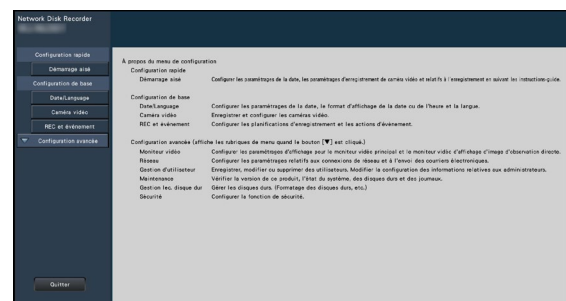 Network Disk Recorder
Configuration rapide
Démarrage aisé
Configuration de base
Date/Language
Caméra vidéo
REC et événement
Configuration avancée
Quitter
À propos du menu de configuration
Configuration rapide
Démarrage aisé Configurer les paramétrages de la date, les paramétrages d'enregistrement de caméra vidéo et relatifs à l'enregistrement en suivant les instructions-guide.
Configuration de base
Date/Language Configurer les paramétrages de la date, le format d'affichage de la date ou de l'heure et la langue.
Caméra vidéo Enregistrer et configurer les caméras vidéo.
REC et événement Configurer les planifications d'enregistrement et les actions d'événement.
Configuration avancée (affiche les rubriques de menu quand le bouton [▼] est cliqué.)
Moniteur vidéo Configurer les paramétrages d'affichage pour le moniteur vidéo principal et le moniteur vidéo d'affichage d'image d'observation directe.
Réseau Configurer les paramétrages relatifs aux connexions de réseau et à l'envoi des courriers électroniques.
Gestion d'utilisateur Enregistrer, modifier ou supprimer des utilisateurs. Modifier la configuration des informations relatives aux administrateurs.
Maintenance Vérifier la version de ce produit, l'état du système, des disques durs et des journaux.
Gestion lec. disque dur Gérer les disques durs. (Formatage des disques durs, etc.)
Sécurité Configurer la fonction de sécurité.